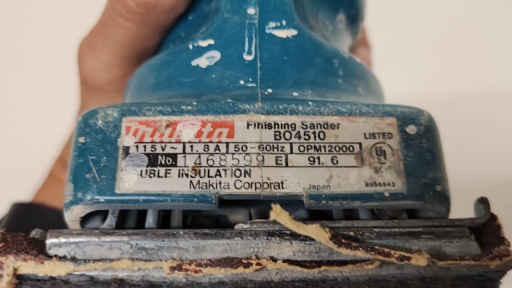 makita Finishing Sander
BO4510
115V~ 1.8A 50-60Hz OPM12000
No. 1468599 E 91. 6
UBLE INSULATION
Makita Corporat Japan
LISTED
UL